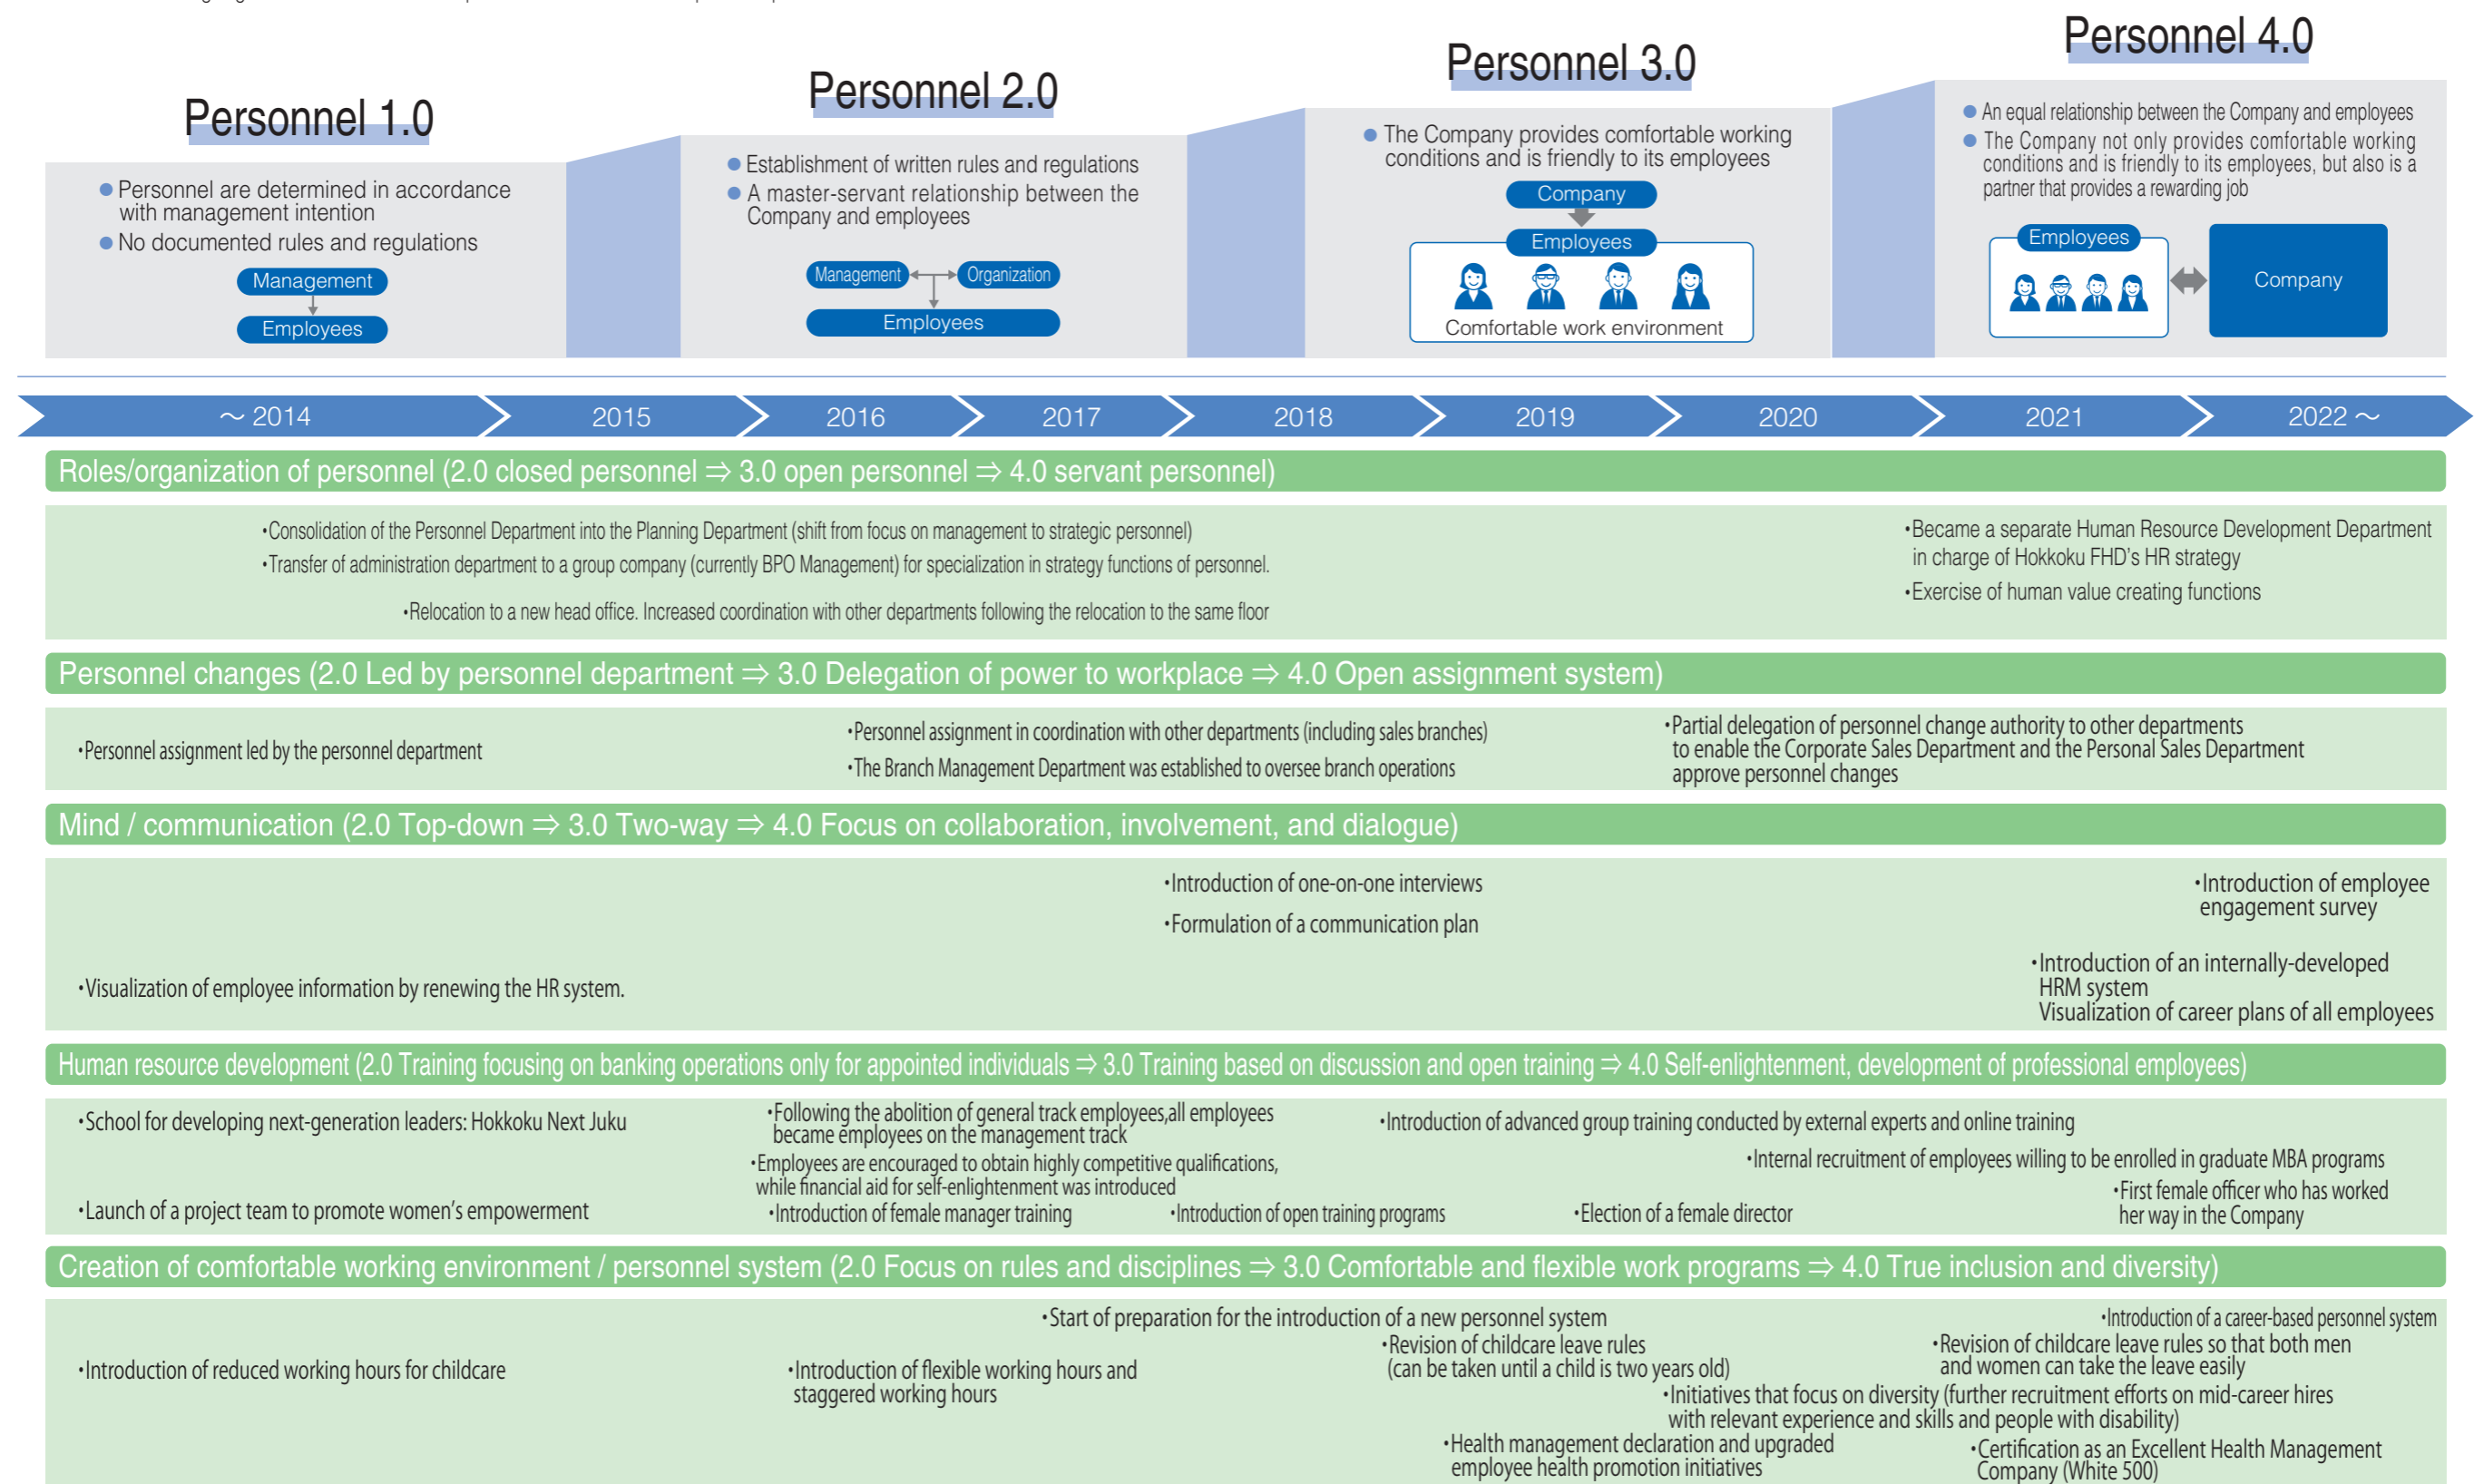 Personnel 1.0
● Personnel are determined in accordance
with management intention
● No documented rules and regulations
Management
Employees
Personnel 2.0
● Establishment of written rules and regulations
● A master-servant relationship between the
Company and employees
Management
Organization
Employees
Personnel 3.0
● The Company provides comfortable working
conditions and is friendly to its employees
Company
Employees
Comfortable work environment
Personnel 4.0
● An equal relationship between the Company and employees
● The Company not only provides comfortable working
conditions and is friendly to its employees, but also is a
partner that provides a rewarding job
Employees
Company
～ 2014
2015
2016
2017
2018
2019
2020
2021
2022 ～
Roles/organization of personnel (2.0 closed personnel ⇒ 3.0 open personnel ⇒ 4.0 servant personnel)
・Consolidation of the Personnel Department into the Planning Department (shift from focus on management to strategic personnel)
・Transfer of administration department to a group company (currently BPO Management) for specialization in strategy functions of personnel.
・Relocation to a new head office. Increased coordination with other departments following the relocation to the same floor
・Became a separate Human Resource Development Department
in charge of Hokkoku FHD's HR strategy
・Exercise of human value creating functions
Personnel changes (2.0 Led by personnel department ⇒ 3.0 Delegation of power to workplace ⇒ 4.0 Open assignment system)
・Personnel assignment led by the personnel department
・Personnel assignment in coordination with other departments (including sales branches)
・The Branch Management Department was established to oversee branch operations
・Partial delegation of personnel change authority to other departments
to enable the Corporate Sales Department and the Personal Sales Department
approve personnel changes
Mind / communication (2.0 Top-down ⇒ 3.0 Two-way ⇒ 4.0 Focus on collaboration, involvement, and dialogue)
・Introduction of one-on-one interviews
・Formulation of a communication plan
・Introduction of employee
engagement survey
・Visualization of employee information by renewing the HR system.
・Introduction of an internally-developed
HRM system
Visualization of career plans of all employees
Human resource development (2.0 Training focusing on banking operations only for appointed individuals ⇒ 3.0 Training based on discussion and open training ⇒ 4.0 Self-enlightenment, development of professional employees)
・School for developing next-generation leaders: Hokkoku Next Juku
・Following the abolition of general track employees,all employees
became employees on the management track
・Introduction of advanced group training conducted by external experts and online training
・Employees are encouraged to obtain highly competitive qualifications,
while financial aid for self-enlightenment was introduced
・Internal recruitment of employees willing to be enrolled in graduate MBA programs
・Launch of a project team to promote women's empowerment
・Introduction of female manager training
・Introduction of open training programs
・Election of a female director
・First female officer who has worked
her way in the Company
Creation of comfortable working environment / personnel system (2.0 Focus on rules and disciplines ⇒ 3.0 Comfortable and flexible work programs ⇒ 4.0 True inclusion and diversity)
・Start of preparation for the introduction of a new personnel system
・Introduction of a career-based personnel system
・Introduction of reduced working hours for childcare
・Introduction of flexible working hours and
staggered working hours
・Revision of childcare leave rules
(can be taken until a child is two years old)
・Revision of childcare leave rules so that both men
and women can take the leave easily
・Initiatives that focus on diversity (further recruitment efforts on mid-career hires
with relevant experience and skills and people with disability)
・Health management declaration and upgraded
employee health promotion initiatives
・Certification as an Excellent Health Management
Company (White 500)